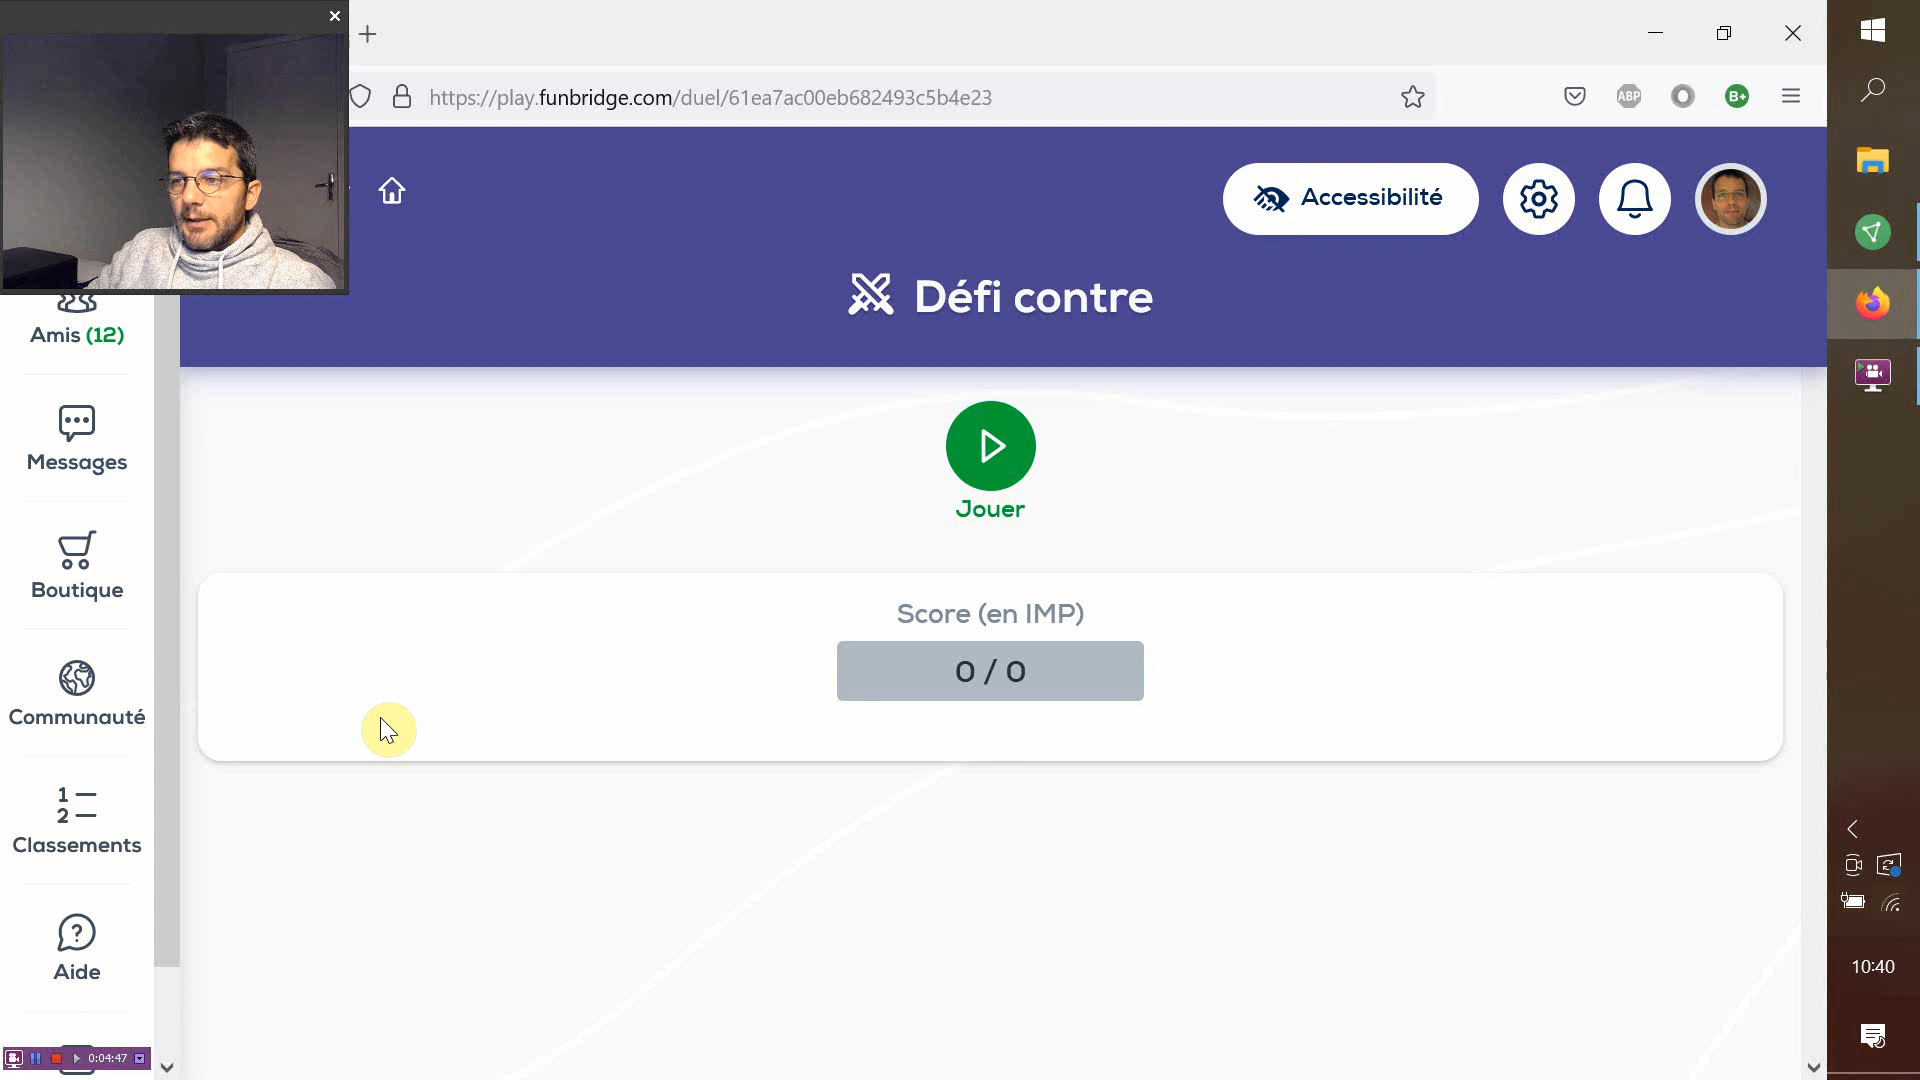 https://play.funbridge.com/duel/61ea7ac00eb682493c5b4e23
ABP
B+
Accessibilité
Défi contre
Amis (12)
Messages
Boutique
Communauté
1
2
Classements
?
Aide
Jouer
Score (en IMP)
0 / 0
0:04:47
10:40